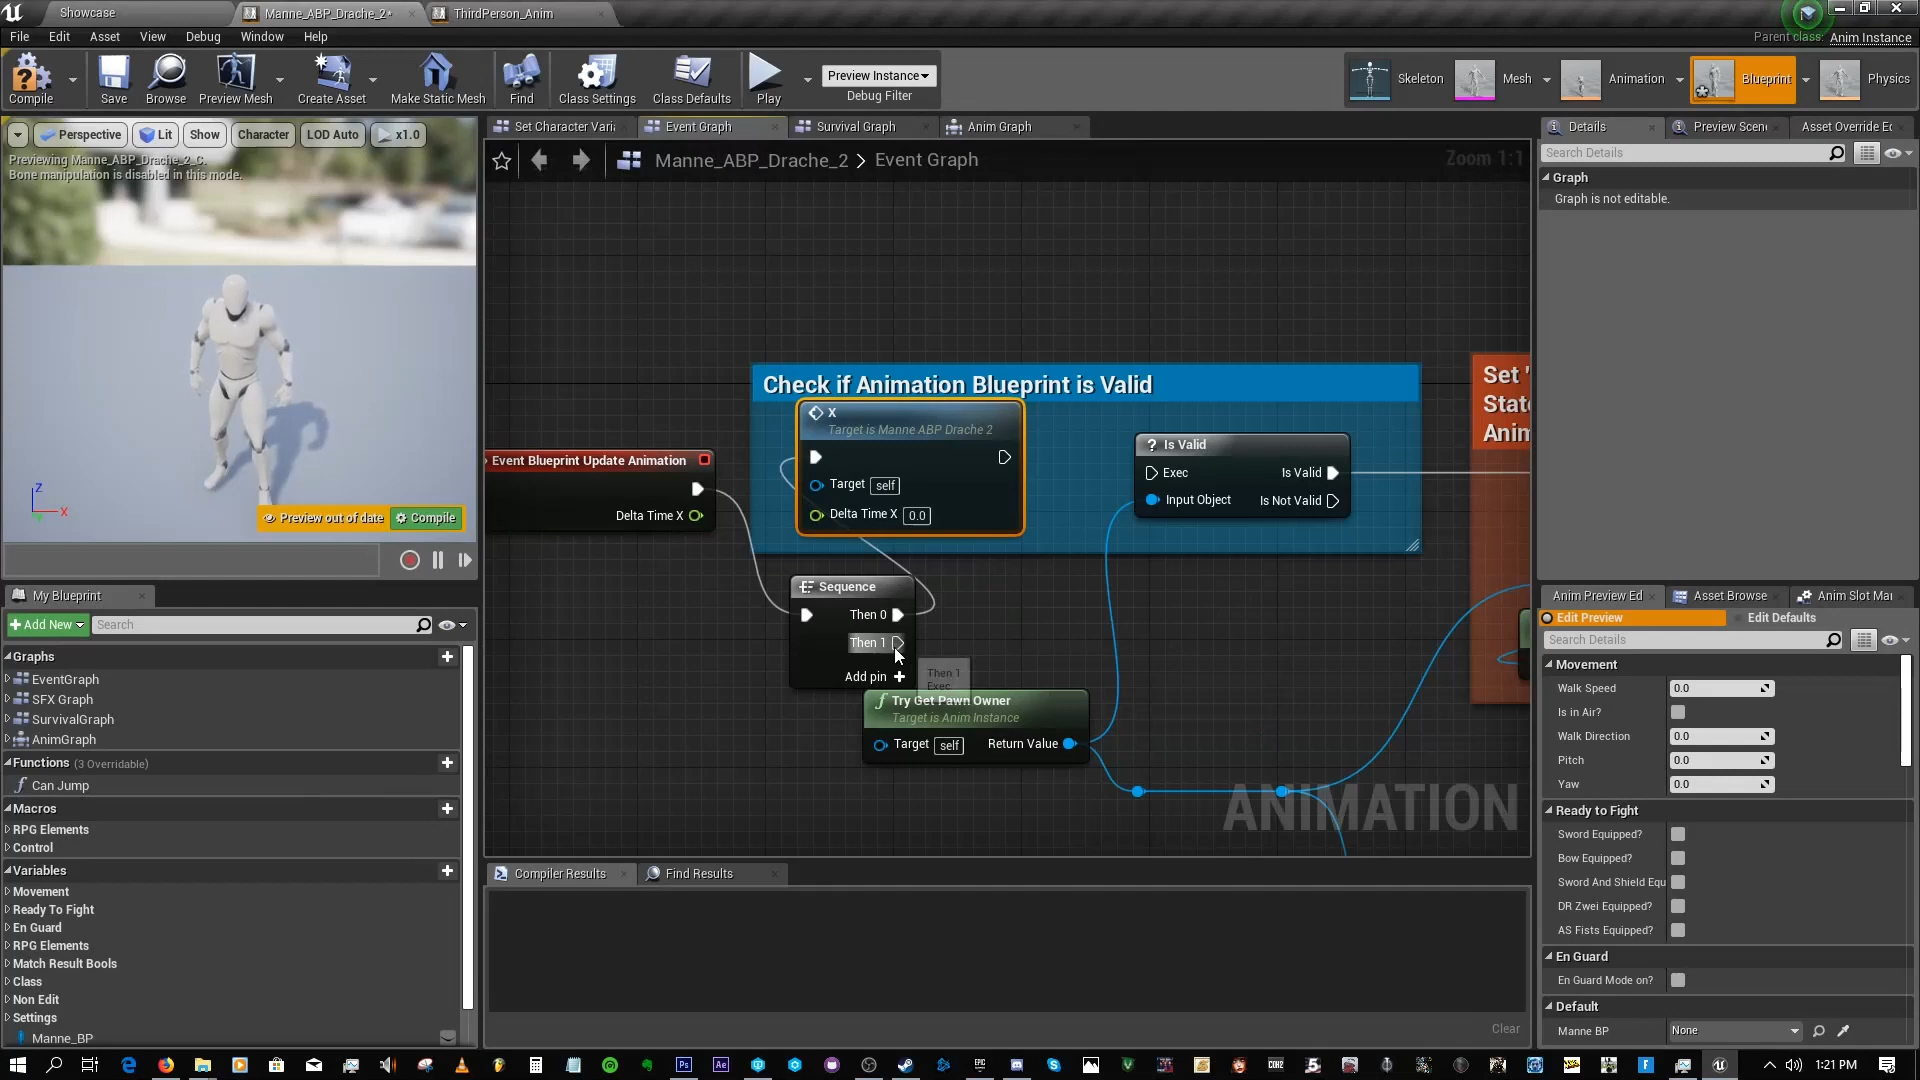 Showcase
Manne_ABP_Drache_2*
ThirdPerson_Anim
File Edit Asset View Debug Window Help
Parent class: Anim Instance
Compile
Save
Browse
Preview Mesh
Create Asset
Make Static Mesh
Find
Class Settings
Class Defaults
Play
Preview Instance
Debug Filter
Skeleton
Mesh
Animation
Blueprint
Physics
Perspective
Lit
Show
Character
LOD Auto
x1.0
Previewing Manne_ABP_Drache_2_C.
Bone manipulation is disabled in this mode.
Z
X
Preview out of date
Compile
Set Character Vari
Event Graph
Survival Graph
Anim Graph
Manne_ABP_Drache_2 > Event Graph
Zoom 1:1
Check if Animation Blueprint is Valid
X
Target is Manne ABP Drache 2
Target self
Delta Time X 0.0
Event Blueprint Update Animation
Delta Time X
? Is Valid
Exec
Is Valid
Input Object
Is Not Valid
Set
State
Anim
Sequence
Then 0
Then 1
Add pin +
Then 1
Exec
f Try Get Pawn Owner
Target is Anim Instance
Target self
Return Value
ANIMATION
Compiler Results
Find Results
Clear
My Blueprint
+ Add New
Search
Graphs
EventGraph
SFX Graph
SurvivalGraph
AnimGraph
Functions (3 Overridable)
f Can Jump
Macros
RPG Elements
Control
Variables
Movement
Ready To Fight
En Guard
RPG Elements
Match Result Bools
Class
Non Edit
Settings
Manne_BP
Details
Preview Scen
Asset Override Ec
Search Details
Graph
Graph is not editable.
Anim Preview Ed
Asset Browse
Anim Slot Mar
Edit Preview
Edit Defaults
Search Details
Movement
Walk Speed 0.0
Is in Air?
Walk Direction 0.0
Pitch 0.0
Yaw 0.0
Ready to Fight
Sword Equipped?
Bow Equipped?
Sword And Shield Equ
DR Zwei Equipped?
AS Fists Equipped?
En Guard
En Guard Mode on?
Default
Manne BP None
Ps
Ae
EPIC
COH2
1:21 PM